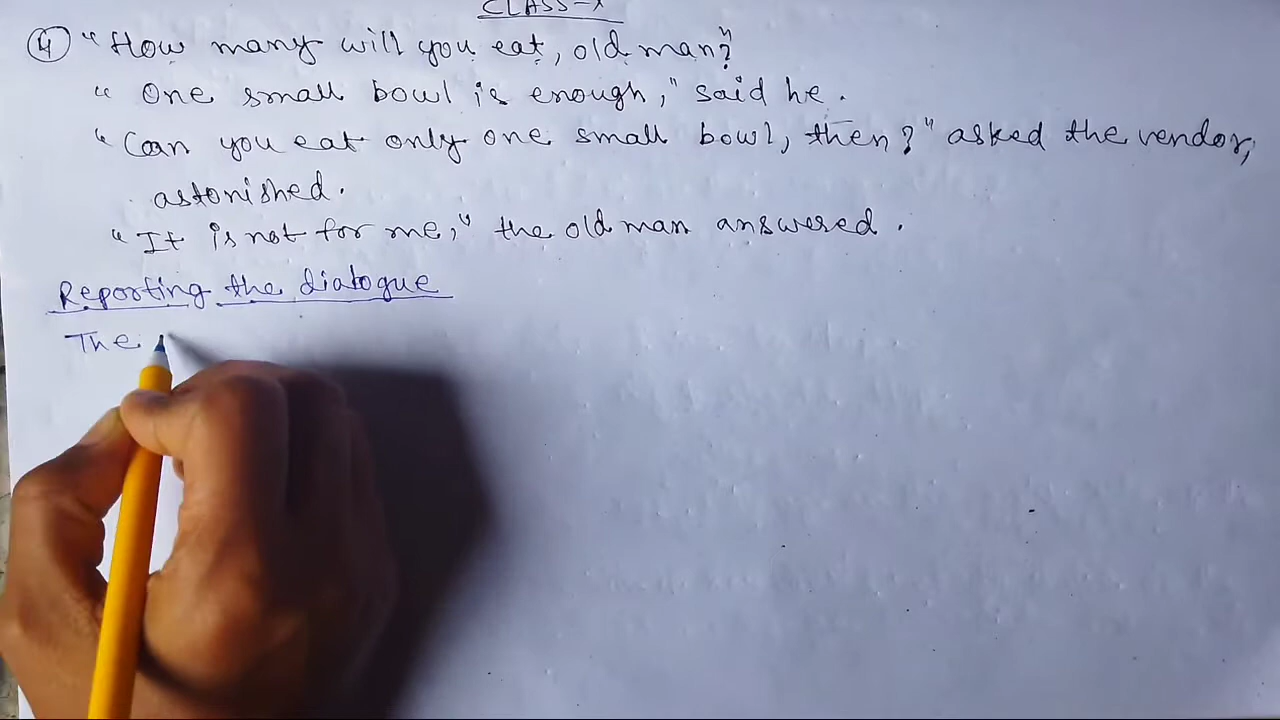 CLASS-X
④ "How many will you eat, old man?"
" One small bowl is enough," said he.
"Can you eat only one small bowl, then?" asked the vendor,
astonished.
"It is not for me," the old man answered.
Reporting the dialogue
The